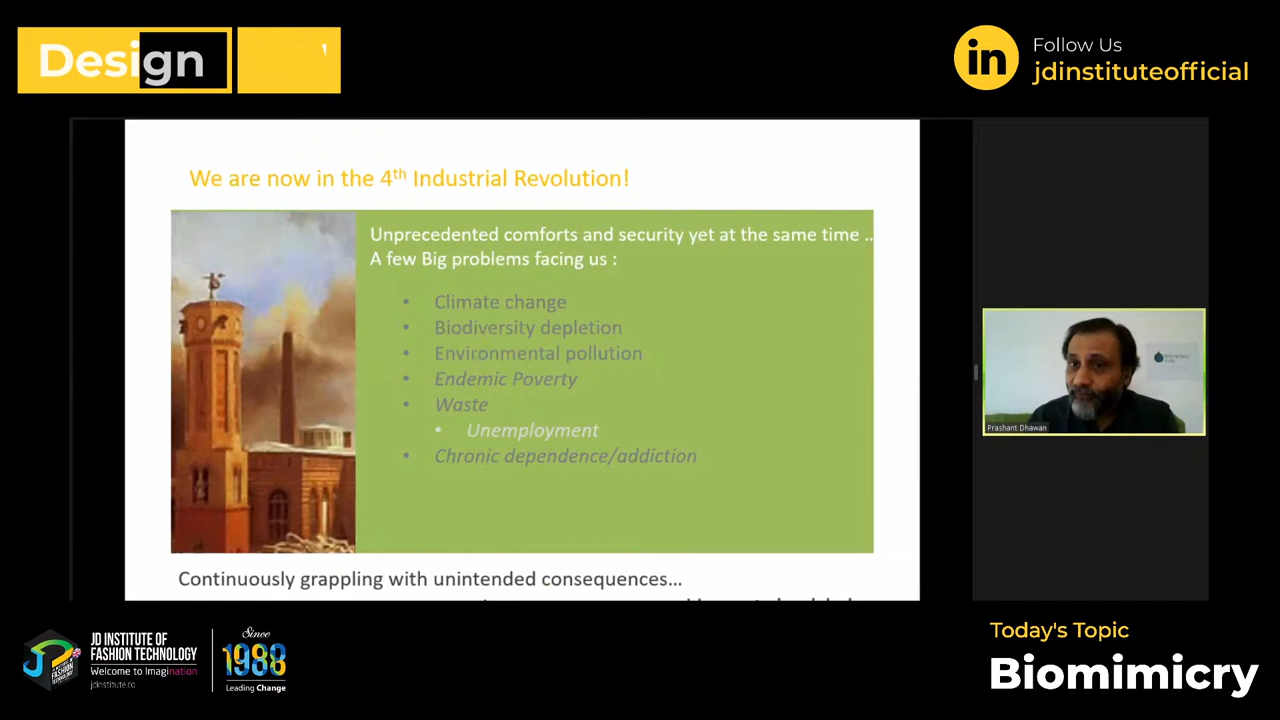 Design
Follow Us
jdinstituteofficial
in
We are now in the 4th Industrial Revolution!
Unprecedented comforts and security yet at the same time ..
A few Big problems facing us :
• Climate change
• Biodiversity depletion
• Environmental pollution
• Endemic Poverty
• Waste
• Unemployment
• Chronic dependence/addiction
Continuously grappling with unintended consequences…
Prashant Dhawan
JD INSTITUTE OF
FASHION TECHNOLOGY
Welcome to Imagination
jdinstitute.co
Since
1988
Leading Change
Today's Topic
Biomimicry